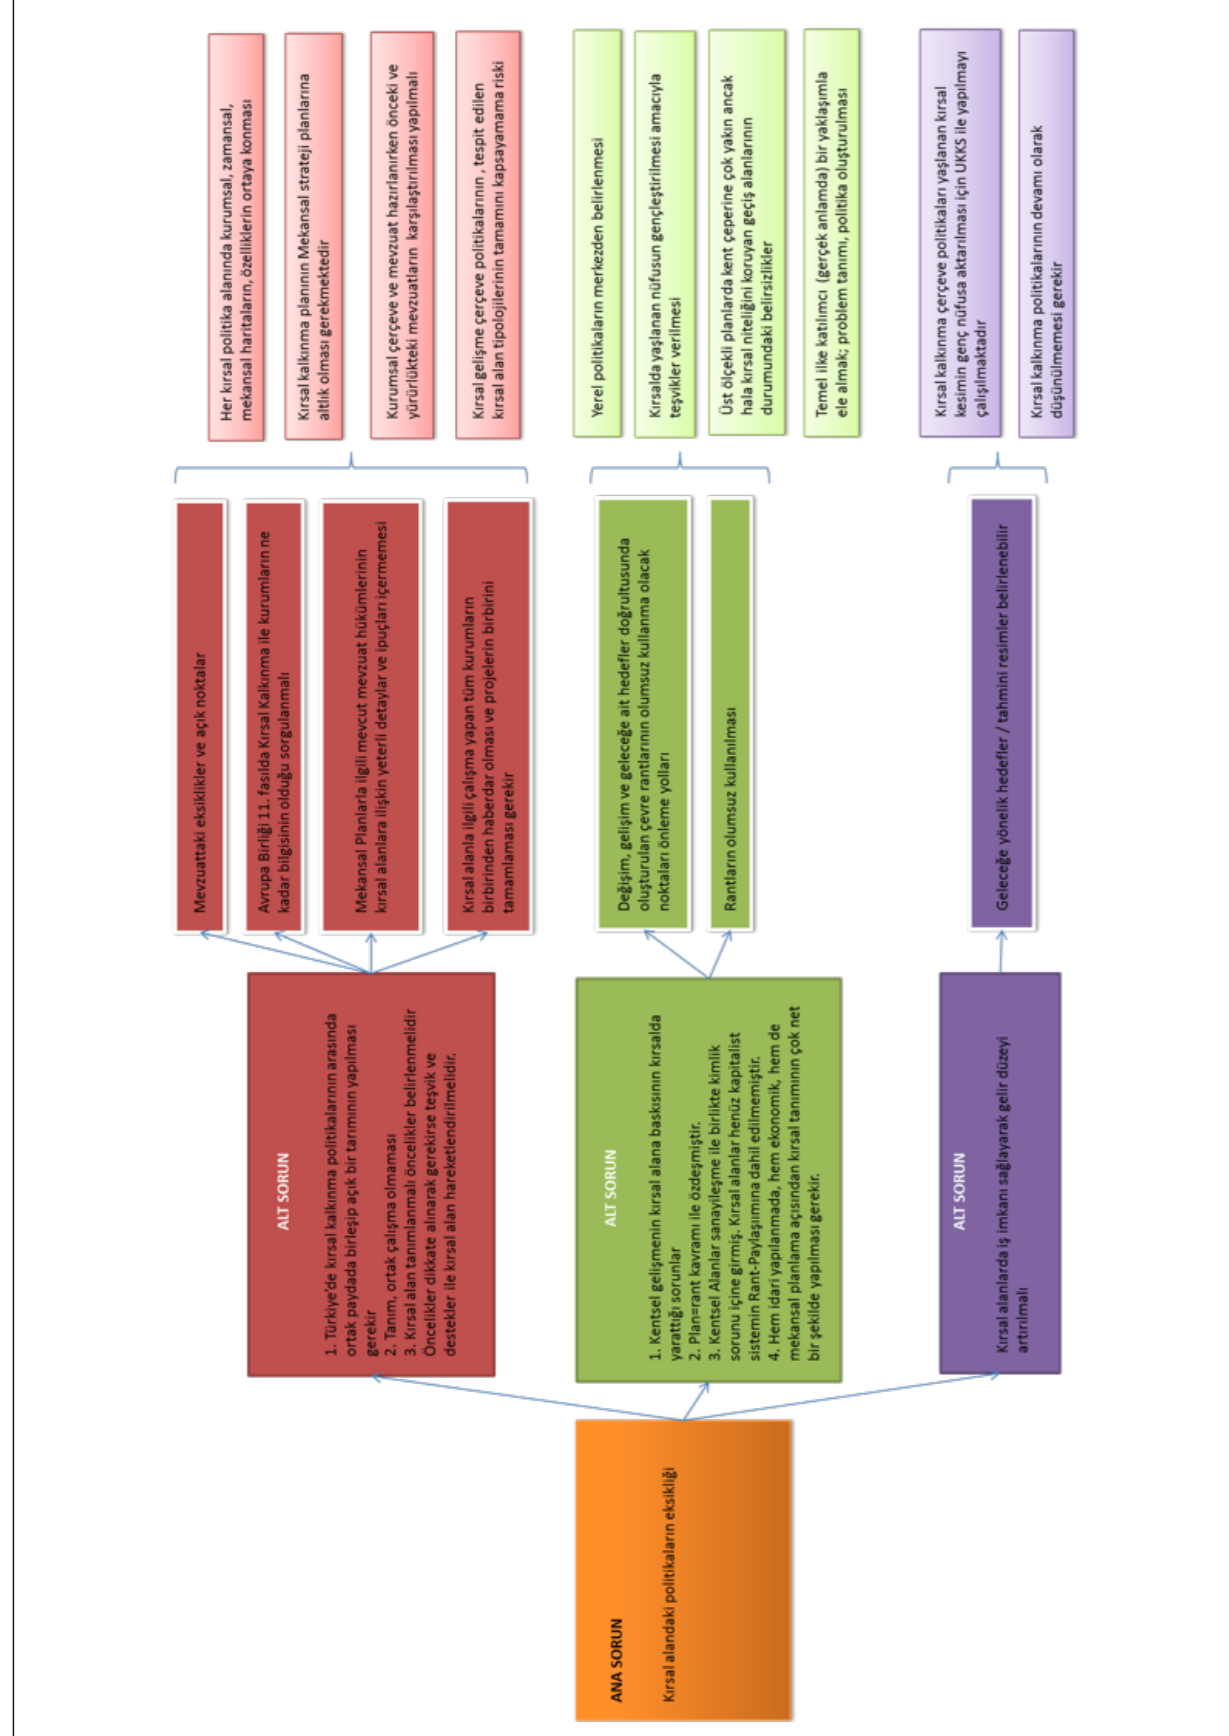 ANA SORUN
Kırsal alandaki politikaların eksikliği
ALT SORUN
1. Türkiye'de kırsal kalkınma politikalarının arasında
ortak paydada birleşip açık bir tarımının yapılması
gerekir
2. Tanım, ortak çalışma olmaması
3. Kırsal alan tanımlanmalı öncelikler belirlenmelidir
Öncelikler dikkate alınarak gerekirse teşvik ve
destekler ile kırsal alan hareketlendirilmelidir.
Mevzuattaki eksiklikler ve açık noktalar
Avrupa Birliği 11. fasılda Kırsal Kalkınma ile kurumların ne
kadar bilgisinin olduğu sorgulanmalı
Mekansal Planlarla ilgili mevcut mevzuat hükümlerinin
kırsal alanlara ilişkin yeterli detaylar ve ipuçları içermemesi
Kırsal alanla ilgili çalışma yapan tüm kurumların
birbirinden haberdar olması ve projelerin birbirini
tamamlaması gerekir
Her kırsal politika alanında kurumsal, zamansal,
mekansal haritaların, özelliklerin ortaya konması
Kırsal kalkınma planının Mekansal strateji planlarına
altlık olması gerekmektedir
Kurumsal çerçeve ve mevzuat hazırlanırken önceki ve
yürürlükteki mevzuatların karşılaştırılması yapılmalı
Kırsal gelişme çerçeve politikalarının , tespit edilen
kırsal alan tipolojilerinin tamamını kapsayamama riski
ALT SORUN
1. Kentsel gelişmenin kırsal alana baskısının kırsalda
yarattığı sorunlar
2. Plan=rant kavramı ile özdeşmiştir.
3. Kentsel Alanlar sanayileşme ile birlikte kimlik
sorunu içine girmiş. Kırsal alanlar henüz kapitalist
sistemin Rant-Paylaşıımına dahil edilmemiştir.
4. Hem idari yapılanmada, hem ekonomik, hem de
mekansal planlama açısından kırsal tanımının çok net
bir şekilde yapılması gerekir.
Değişim, gelişim ve geleceğe ait hedefler doğrultusunda
oluşturulan çevre rantlarının olumsuz kullanma olacak
noktaları önleme yolları
Rantların olumsuz kullanılması
Yerel politikaların merkezden belirlenmesi
Kırsalda yaşlanan nüfusun gençleştirilmesi amacıyla
teşvikler verilmesi
Üst ölçekli planlarda kent çeperine çok yakın ancak
hala kırsal niteliğini koruyan geçiş alanlarının
durumundaki belirsizlikler
Temel ilke katılımcı (gerçek anlamda) bir yaklaşımla
ele almak; problem tanımı, politika oluşturulması
ALT SORUN
Kırsal alanlarda iş imkanı sağlayarak gelir düzeyi
artırılmalı
Geleceğe yönelik hedefler / tahmini resimler belirlenebilir
Kırsal kalkınma çerçeve politikaları yaşlanan kırsal
kesimin genç nüfusa aktarılması için UKKS ile yapılmayı
çalışılmaktadır
Kırsal kalkınma politikalarının devamı olarak
düşünülmemesi gerekir